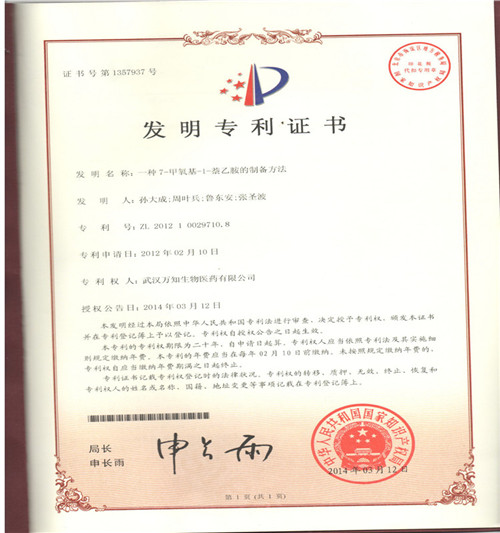 证书号第1357937号
发明专利证书
发明名称：一种7-甲氧基-1-萘乙胺的制备方法
发明人：孙大成;周叶兵;鲁东安;张圣波
专利号：ZL 2012 1 0029710.8
专利申请日：2012年02月10日
专利权人：武汉万知生物医药有限公司
授权公告日：2014年03月12日
本发明经过本局依照中华人民共和国专利法进行审查，决定授予专利权，颁发本证书
并在专利登记簿上予以登记。专利权自授权公告之日起生效。
本专利的专利权期限为二十年，自申请日起算。专利权人应当依照专利法及其实施细
则规定缴纳年费。本专利的年费应当在每年02月10日前缴纳。未按照规定缴纳年费的，
专利权自应当缴纳年费期满之日起终止。
专利证书记载专利权登记时的法律状况。专利权的转移、质押、无效、终止、恢复和
专利权人的姓名或名称、国籍、地址变更等事项记载在专利登记簿上。
局长
申长雨
申长雨
中华人民共和国国家知识产权局
2014年03月12日
第1页(共1页)